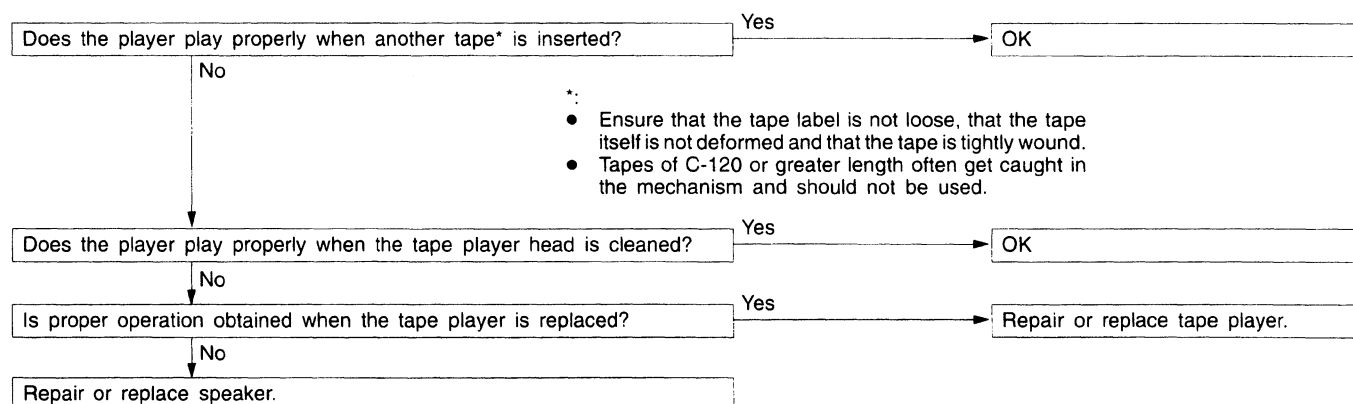 Does the player play properly when another tape* is inserted?
Yes
OK
No
*:
● Ensure that the tape label is not loose, that the tape
itself is not deformed and that the tape is tightly wound.
● Tapes of C-120 or greater length often get caught in
the mechanism and should not be used.
Does the player play properly when the tape player head is cleaned?
Yes
OK
No
Is proper operation obtained when the tape player is replaced?
Yes
Repair or replace tape player.
No
Repair or replace speaker.